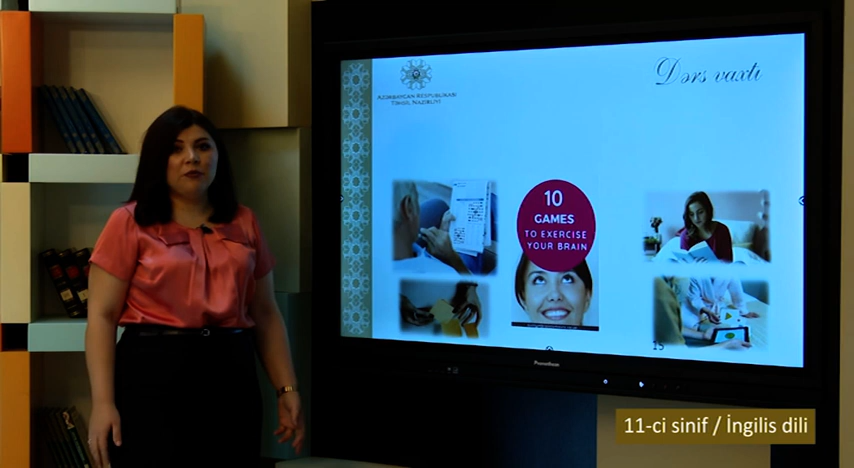 AZƏRBAYCAN RESPUBLİKASI
TƏHSİL NAZİRLİYİ
Dərs vaxtı
10
GAMES
TO EXERCISE
YOUR BRAIN
15
Promethean
11-ci sinif / İngilis dili